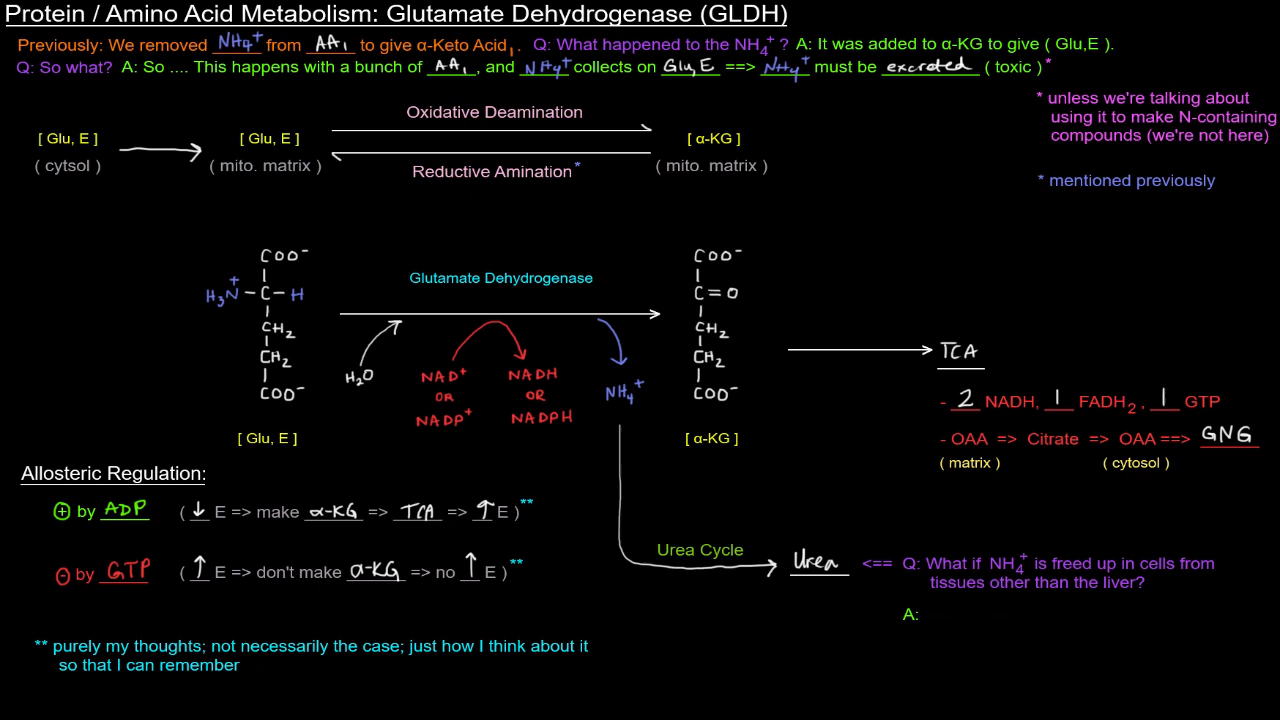 Protein / Amino Acid Metabolism: Glutamate Dehydrogenase (GLDH)
Previously: We removed NH₄⁺ from AA₁ to give α-Keto Acid₁. Q: What happened to the NH₄⁺ ? A: It was added to α-KG to give ( Glu,E ).
Q: So what? A: So .... This happens with a bunch of AA₁, and NH₄⁺ collects on Glu,E ==> NH₄⁺ must be excreted ( toxic )*
* unless we're talking about
using it to make N-containing
compounds (we're not here)
* mentioned previously
Oxidative Deamination
[ Glu, E ] [ Glu, E ] [ α-KG ]
( cytsol ) ( mito. matrix ) ( mito. matrix )
Reductive Amination*
COO⁻ COO⁻
Glutamate Dehydrogenase
H₃N⁺ – C – H C = O
CH₂ CH₂
CH₂ CH₂
COO⁻ COO⁻
H₂O NAD⁺ OR NADP⁺ NADH OR NADPH NH₄⁺
[ Glu, E ] [ α-KG ]
TCA
- 2 NADH, 1 FADH₂ , 1 GTP
- OAA => Citrate => OAA ==> GNG
( matrix ) ( cytosol )
Allosteric Regulation:
⊕ by ADP ( ↓ E => make α-KG => TCA => ↑ E )**
⊖ by GTP ( ↑ E => don't make α-KG => no ↑ E )**
Urea Cycle
Urea <== Q: What if NH₄⁺ is freed up in cells from
tissues other than the liver?
A:
** purely my thoughts; not necessarily the case; just how I think about it
so that I can remember